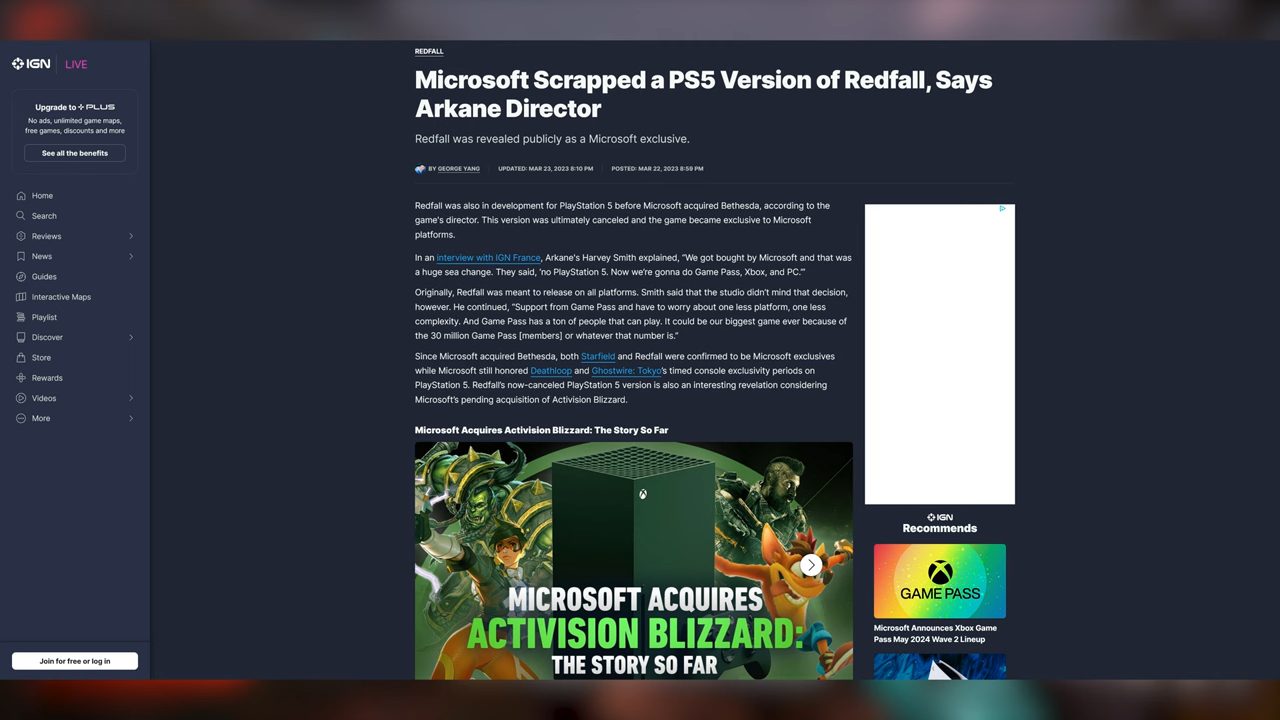 IGN LIVE
Upgrade to PLUS
No ads, unlimited game maps,
free games, discounts and more
See all the benefits
Home
Search
Reviews
News
Guides
Interactive Maps
Playlist
Discover
Store
Rewards
Videos
More
Join for free or log in
REDFALL
Microsoft Scrapped a PS5 Version of Redfall, Says
Arkane Director
Redfall was revealed publicly as a Microsoft exclusive.
BY GEORGE YANG UPDATED: MAR 23, 2023 8:10 PM POSTED: MAR 22, 2023 8:59 PM
Redfall was also in development for PlayStation 5 before Microsoft acquired Bethesda, according to the
game's director. This version was ultimately canceled and the game became exclusive to Microsoft
platforms.
In an interview with IGN France, Arkane's Harvey Smith explained, “We got bought by Microsoft and that was
a huge sea change. They said, ‘no PlayStation 5. Now we’re gonna do Game Pass, Xbox, and PC.’”
Originally, Redfall was meant to release on all platforms. Smith said that the studio didn’t mind that decision,
however. He continued, “Support from Game Pass and have to worry about one less platform, one less
complexity. And Game Pass has a ton of people that can play. It could be our biggest game ever because of
the 30 million Game Pass [members] or whatever that number is.”
Since Microsoft acquired Bethesda, both Starfield and Redfall were confirmed to be Microsoft exclusives
while Microsoft still honored Deathloop and Ghostwire: Tokyo’s timed console exclusivity periods on
PlayStation 5. Redfall’s now-canceled PlayStation 5 version is also an interesting revelation considering
Microsoft’s pending acquisition of Activision Blizzard.
Microsoft Acquires Activision Blizzard: The Story So Far
MICROSOFT ACQUIRES
ACTIVISION BLIZZARD:
THE STORY SO FAR
IGN
Recommends
GAME PASS
Microsoft Announces Xbox Game
Pass May 2024 Wave 2 Lineup